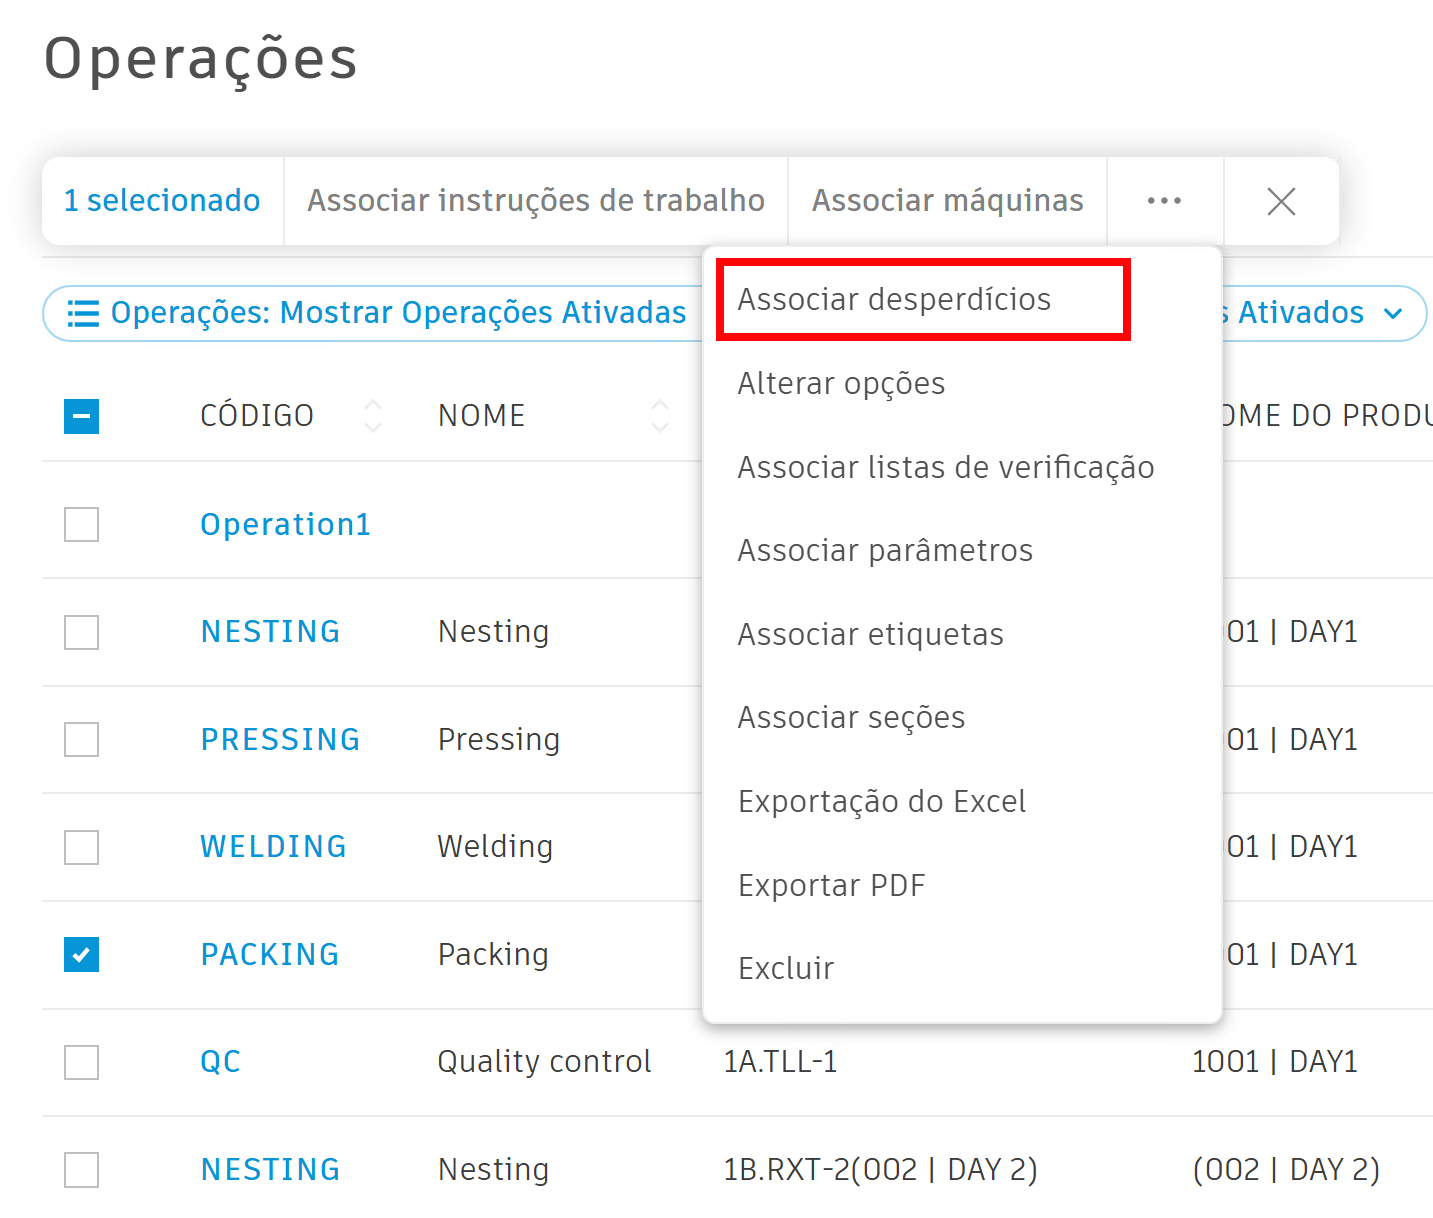 Operações
1 selecionado Associar instruções de trabalho Associar máquinas ...
Associar desperdícios
Operações: Mostrar Operações Ativadas Ativados
Alterar opções
CÓDIGO NOME DO PRODU
Associar listas de verificação
Operation1
Associar parâmetros
NESTING Nesting 01 | DAY1
Associar etiquetas
PRESSING Pressing 01 | DAY1
Associar seções
Exportação do Excel
WELDING Welding 01 | DAY1
Exportar PDF
PACKING Packing 01 | DAY1
Excluir
QC Quality control 1A.TLL-1 1001 | DAY1
NESTING Nesting 1B.RXT-2(002 | DAY 2) (002 | DAY 2)